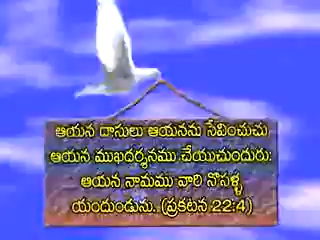 ఆయన దాసులు ఆయనను సేవించుచు
ఆయన ముఖదర్శనము చేయుచుందురు:
ఆయన నామము వారి నొసళ్ళ
యందుండును. (ప్రకటన 22:4)